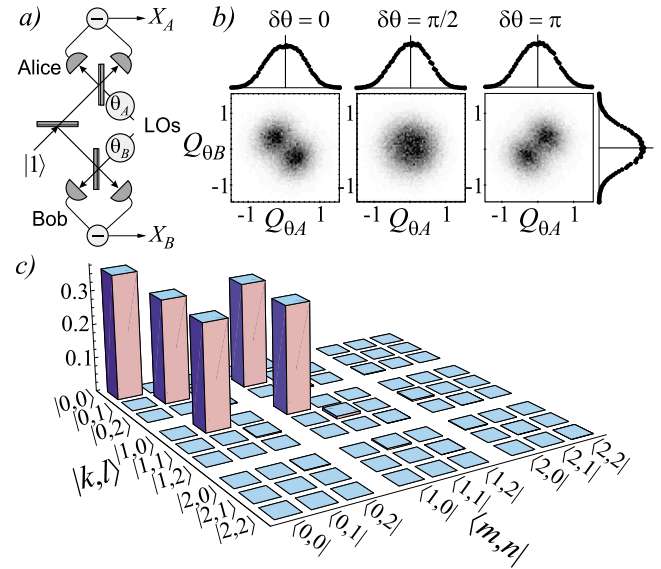 a)
− X_A
Alice
θ_A
LOs
θ_B
|1⟩
Bob
− X_B
b)
δθ = 0 δθ = π/2 δθ = π
1 1 1
Q_θB
-1 -1 -1
-1 Q_θA 1 -1 Q_θA 1 -1 Q_θA 1
c)
0.3
0.2
0.1
|0,0⟩
|0,1⟩
|0,2⟩
|1,0⟩
|1,1⟩
|1,2⟩
|2,0⟩
|2,1⟩
|2,2⟩
|k,l⟩
⟨0,0|
⟨0,1|
⟨0,2|
⟨1,0|
⟨1,1|
⟨1,2|
⟨2,0|
⟨2,1|
⟨2,2|
⟨m,n|